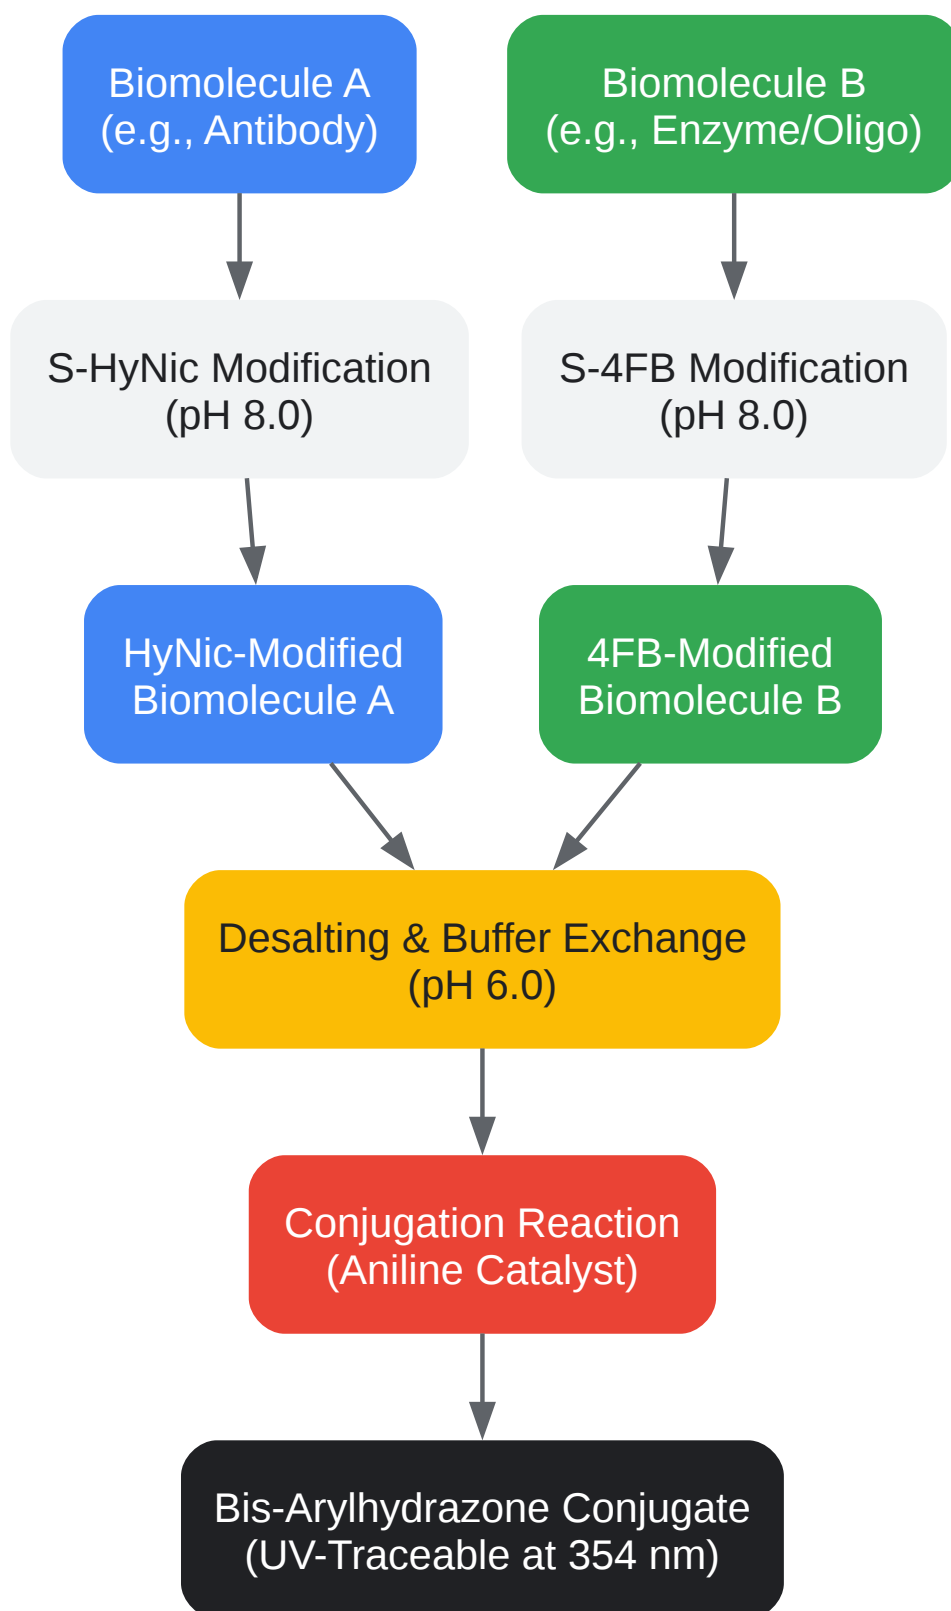 Biomolecule A
(e.g., Antibody)
Biomolecule B
(e.g., Enzyme/Oligo)
S-HyNic Modification
(pH 8.0)
S-4FB Modification
(pH 8.0)
HyNic-Modified
Biomolecule A
4FB-Modified
Biomolecule B
Desalting & Buffer Exchange
(pH 6.0)
Conjugation Reaction
(Aniline Catalyst)
Bis-Arylhydrazone Conjugate
(UV-Traceable at 354 nm)